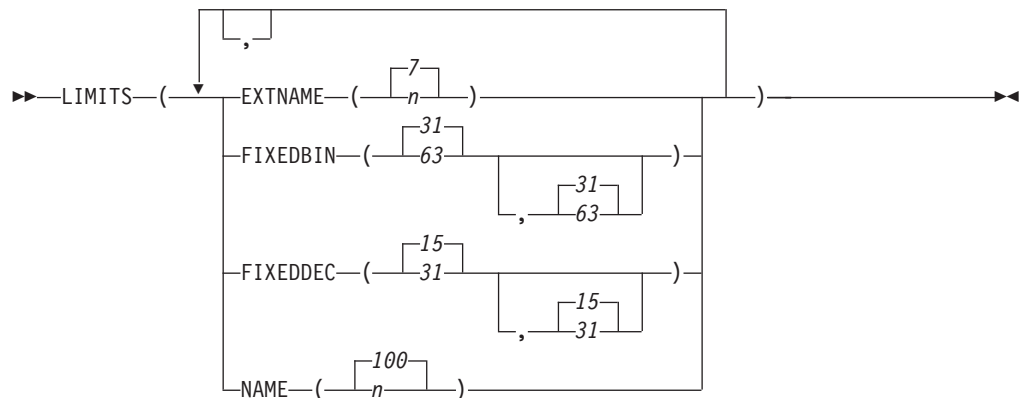 ,
7
LIMITS ( EXTNAME ( n ) )
31
FIXEDBIN ( 63 )
31
, 63
15
FIXEDDEC ( 31 )
15
, 31
100
NAME ( n )